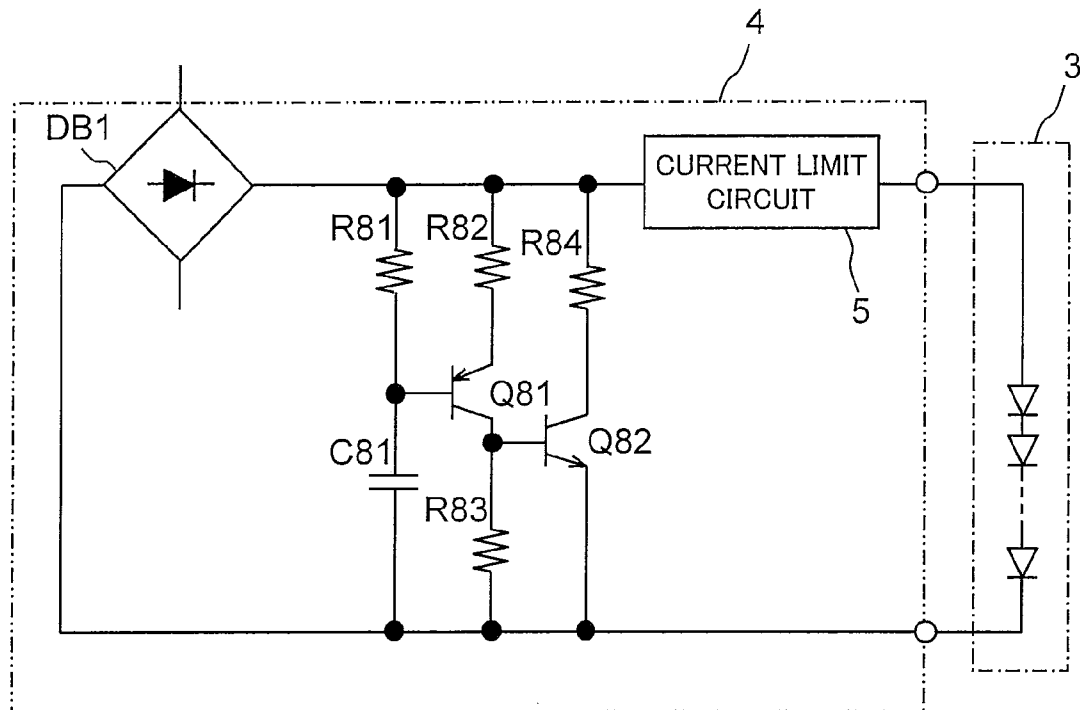 4
3
DB1
CURRENT LIMIT
CIRCUIT
R81
R82
R84
5
Q81
Q82
C81
R83